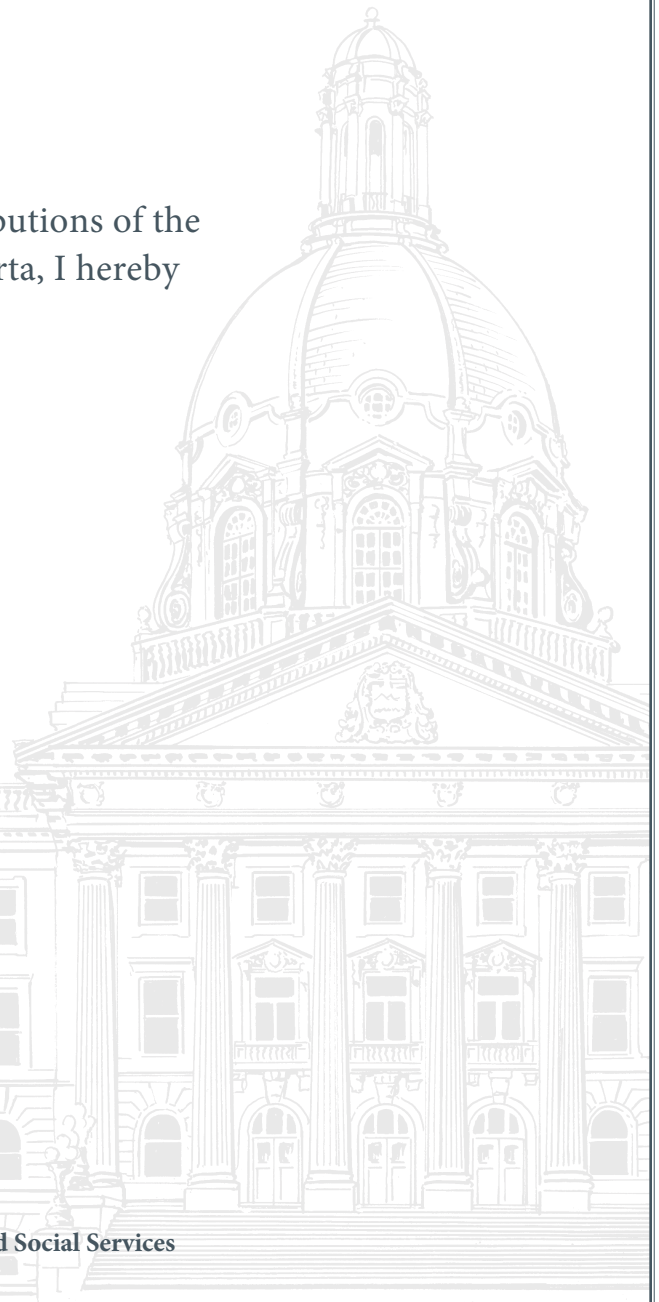 butions of the
rta, I hereby
d Social Services